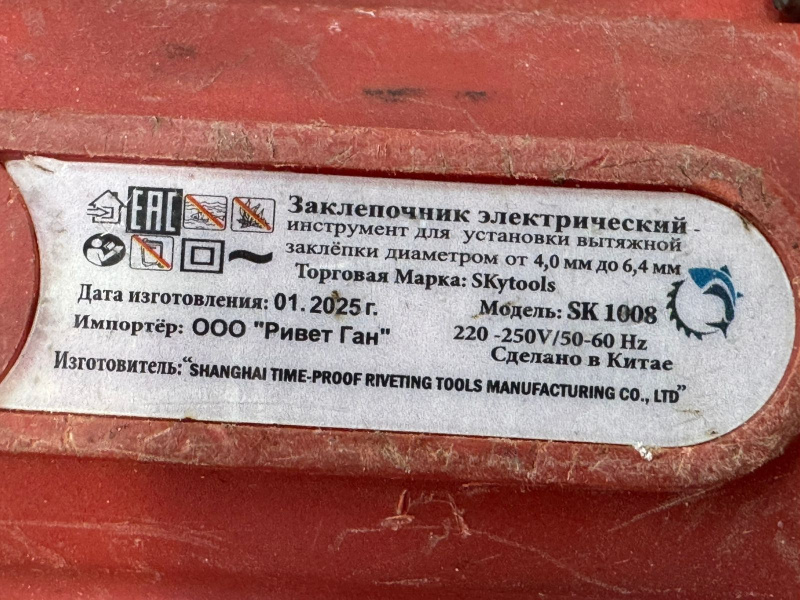 EAC
Заклепочник электрический -
инструмент для установки вытяжной
заклёпки диаметром от 4,0 мм до 6,4 мм
Торговая Марка: SKytools
Дата изготовления: 01. 2025 г.
Модель: SK 1008
Импортёр: ООО "Ривет Ган"
220 -250V/50-60 Hz
Сделано в Китае
Изготовитель:"SHANGHAI TIME-PROOF RIVETING TOOLS MANUFACTURING CO., LTD"